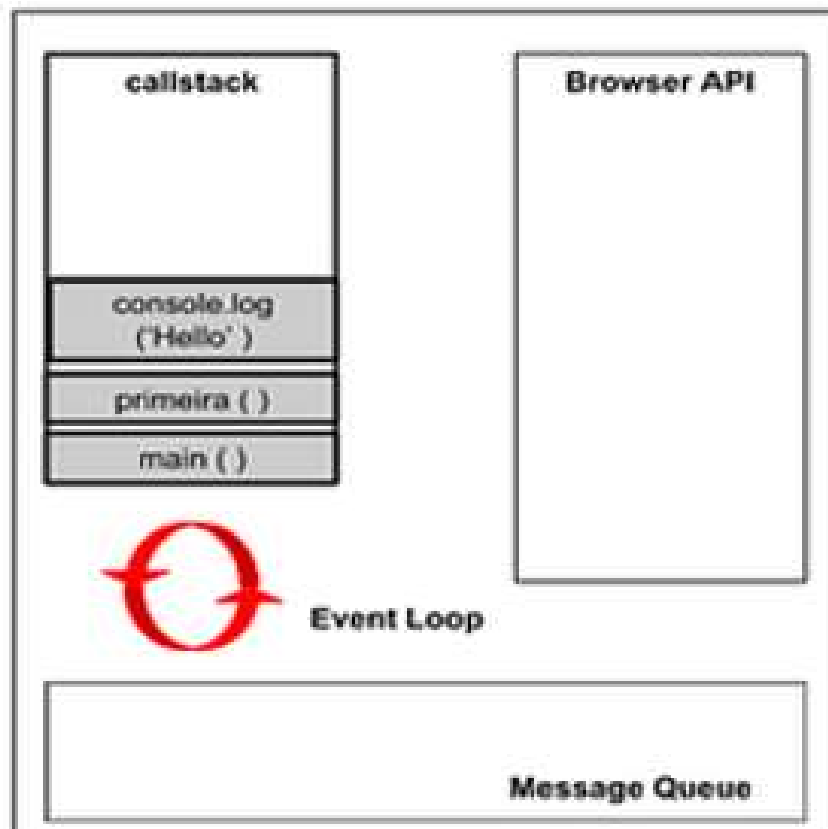 callstack
Browser API
console.log
('Hello' )
primeira ( )
main ( )
Event Loop
Message Queue